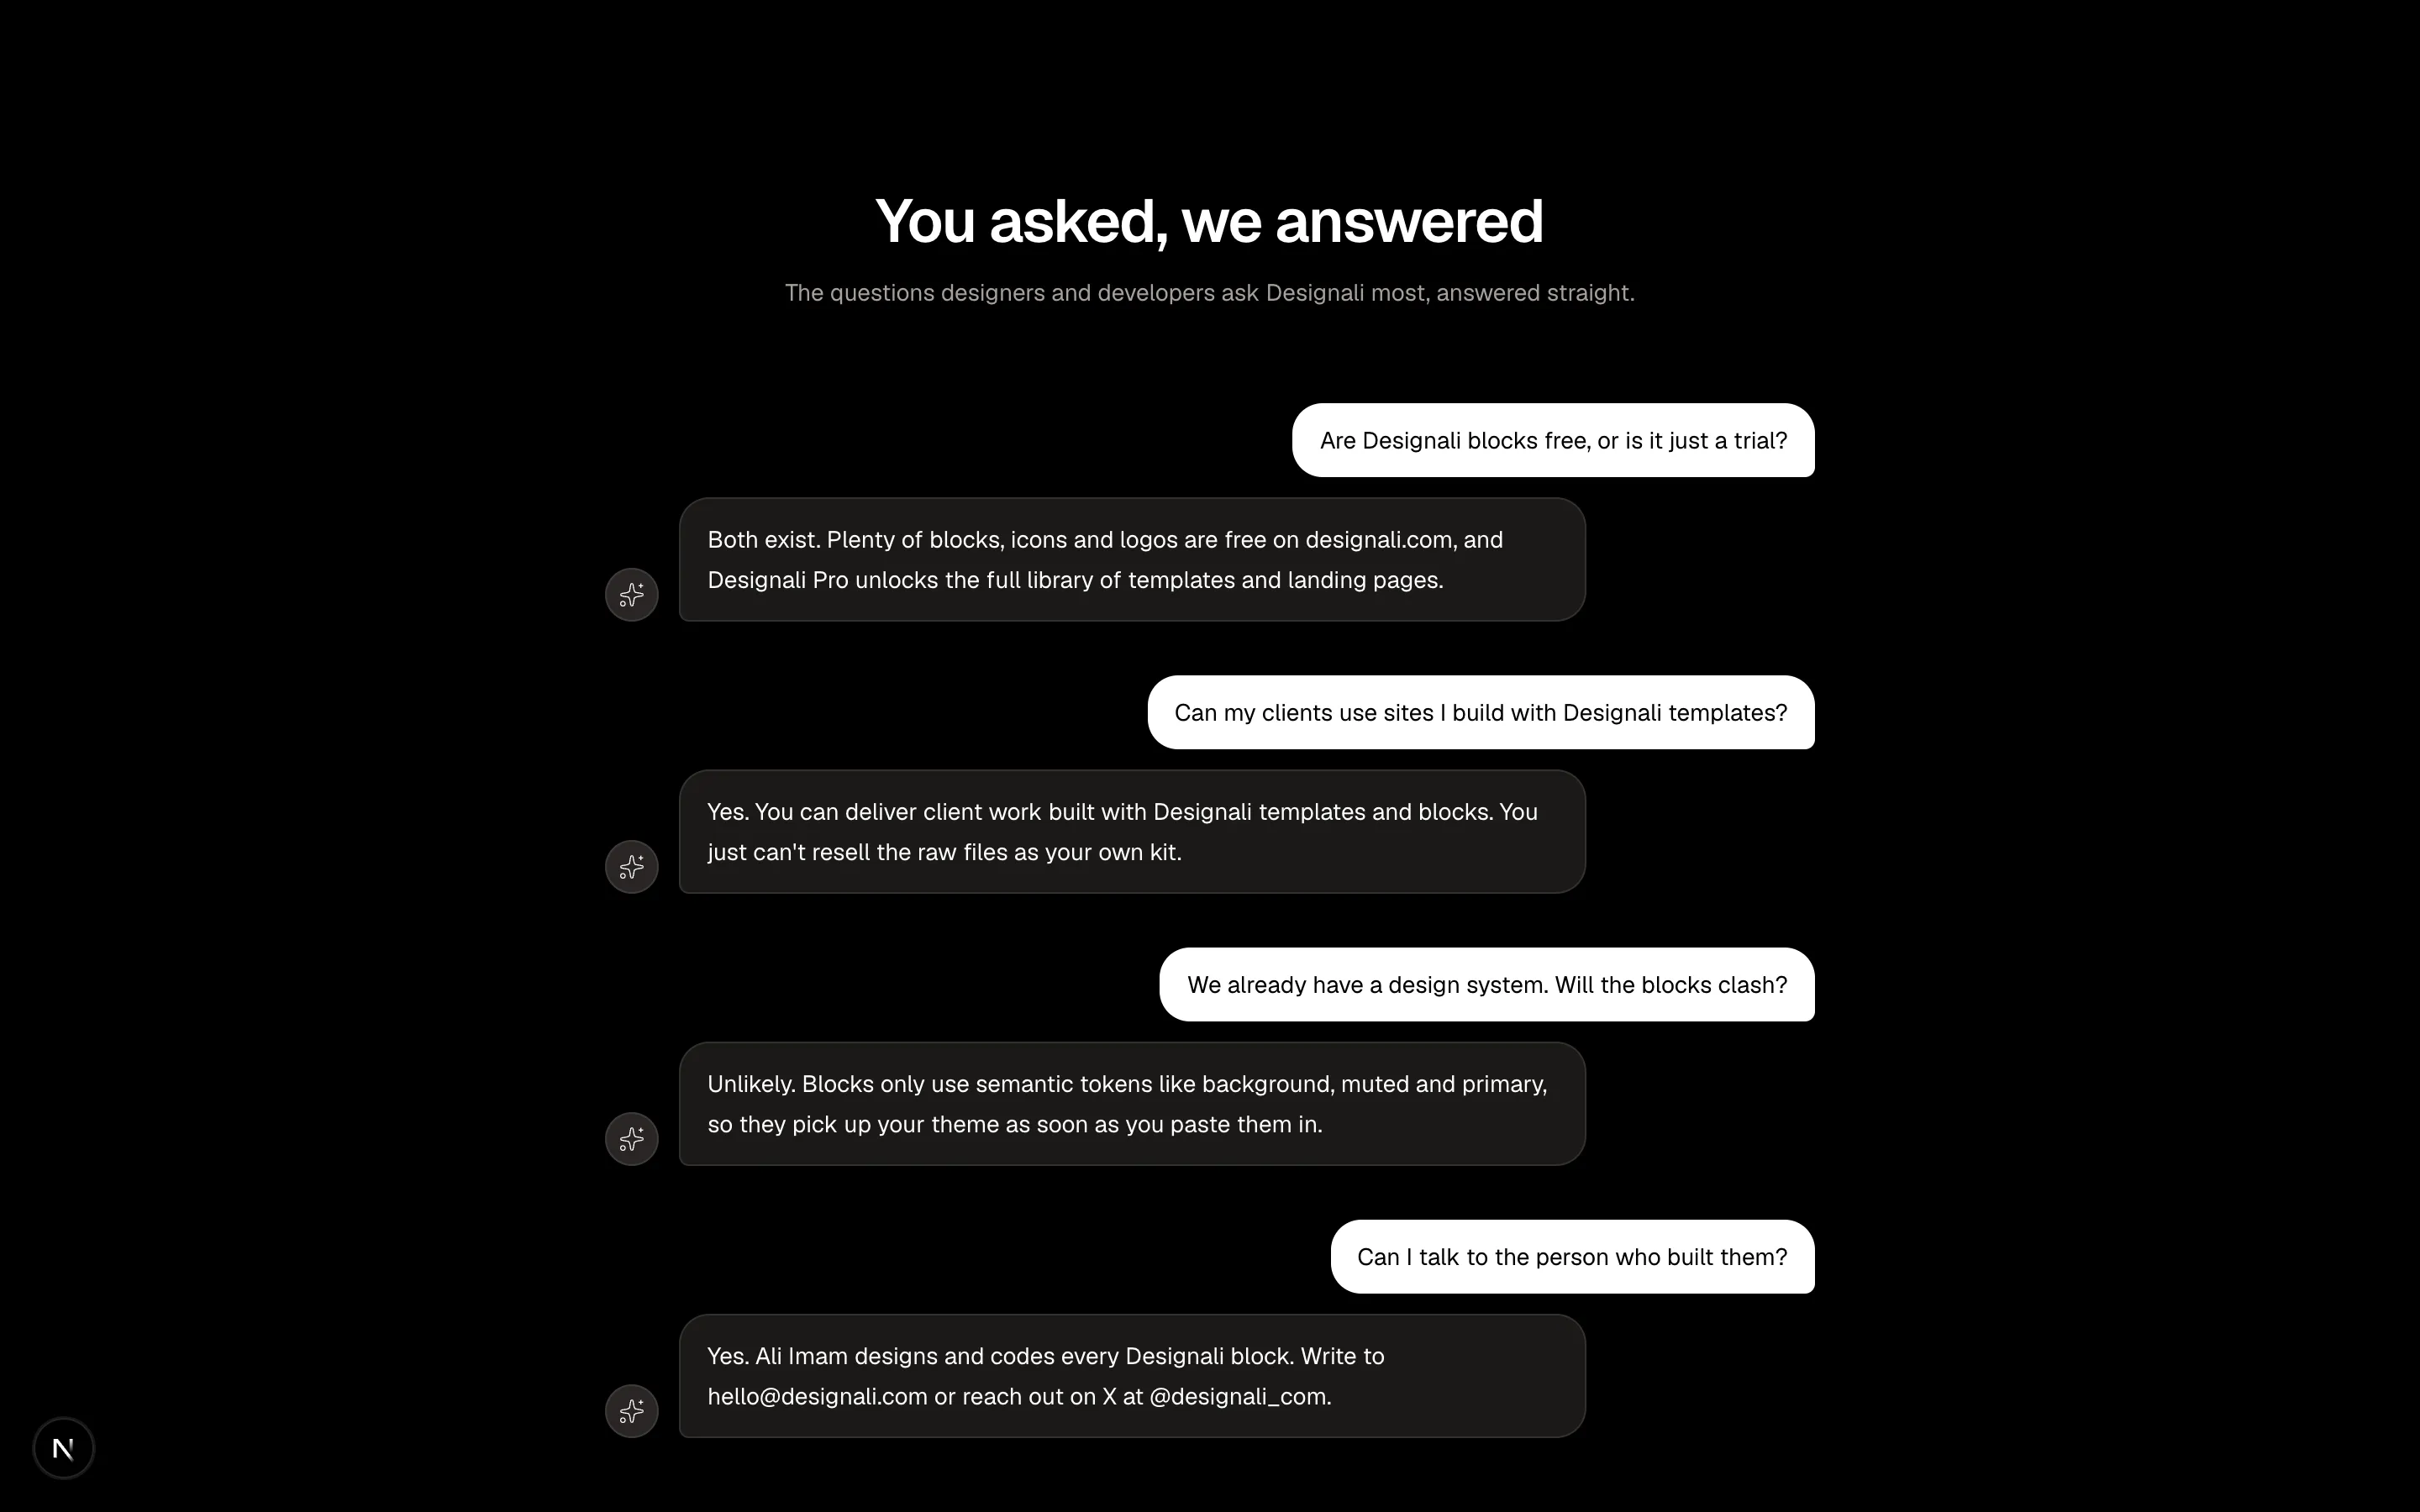 You asked, we answered
The questions designers and developers ask Designali most, answered straight.
Are Designali blocks free, or is it just a trial?
Both exist. Plenty of blocks, icons and logos are free on designali.com, and
Designali Pro unlocks the full library of templates and landing pages.
Can my clients use sites I build with Designali templates?
Yes. You can deliver client work built with Designali templates and blocks. You
just can't resell the raw files as your own kit.
We already have a design system. Will the blocks clash?
Unlikely. Blocks only use semantic tokens like background, muted and primary,
so they pick up your theme as soon as you paste them in.
Can I talk to the person who built them?
Yes. Ali Imam designs and codes every Designali block. Write to
hello@designali.com or reach out on X at @designali_com.
N